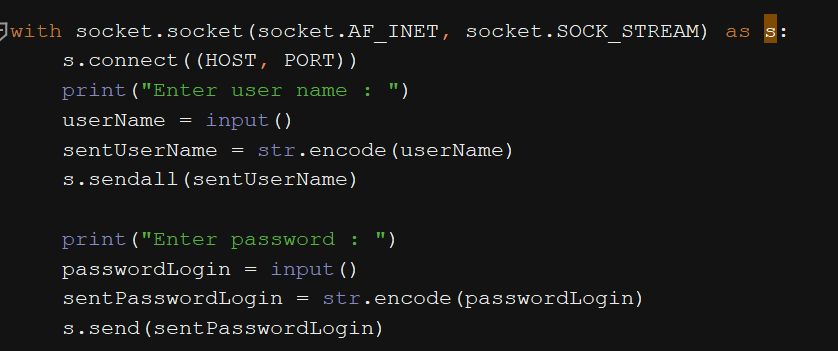 with socket.socket(socket.AF_INET, socket.SOCK_STREAM) as s:
    s.connect((HOST, PORT))
    print("Enter user name : ")
    userName = input()
    sentUserName = str.encode(userName)
    s.sendall(sentUserName)

    print("Enter password : ")
    passwordLogin = input()
    sentPasswordLogin = str.encode(passwordLogin)
    s.send(sentPasswordLogin)